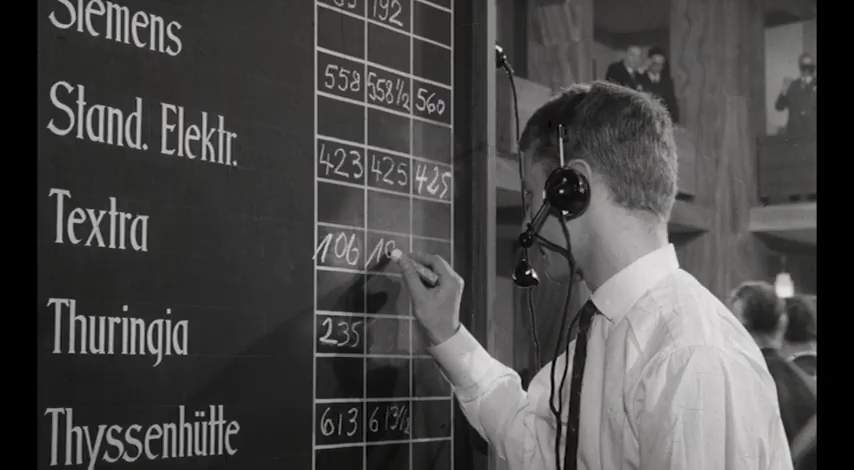 Siemens 192
558 558½ 560
Stand. Elektr.
423 425 425
Textra
106 10
Thuringia
235
Thyssenhütte 613 613½